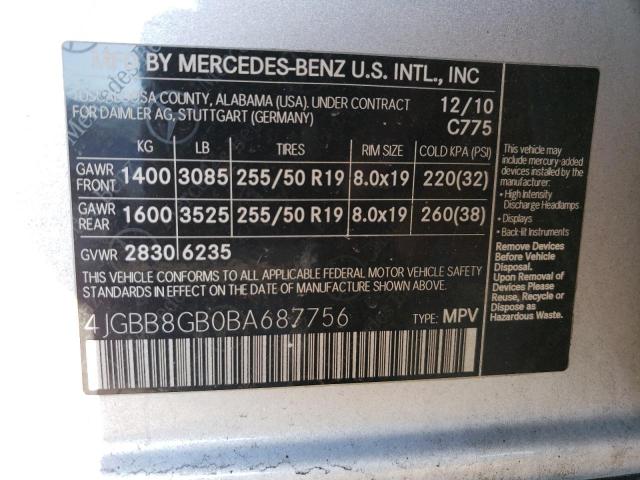 MFG BY MERCEDES-BENZ U.S. INTL., INC
TUSCALOOSA COUNTY, ALABAMA (USA). UNDER CONTRACT
FOR DAIMLER AG, STUTTGART (GERMANY)
12/10
C775
KG LB TIRES RIM SIZE COLD KPA (PSI)
GAWR FRONT 1400 3085 255/50 R19 8.0x19 220(32)
GAWR REAR 1600 3525 255/50 R19 8.0x19 260(38)
GVWR 2830 6235
THIS VEHICLE CONFORMS TO ALL APPLICABLE FEDERAL MOTOR VEHICLE SAFETY
STANDARDS IN EFFECT ON THE DATE OF MANUFACTURE SHOWN ABOVE.
4JGBB8GB0BA687756
TYPE: MPV
This vehicle may
include mercury-added
devices installed by the
manufacturer:
• High Intensity
Discharge Headlamps
• Displays
• Back-lit Instruments
Remove Devices
Before Vehicle
Disposal.
Upon Removal of
Devices Please
Reuse, Recycle or
Dispose as
Hazardous Waste.